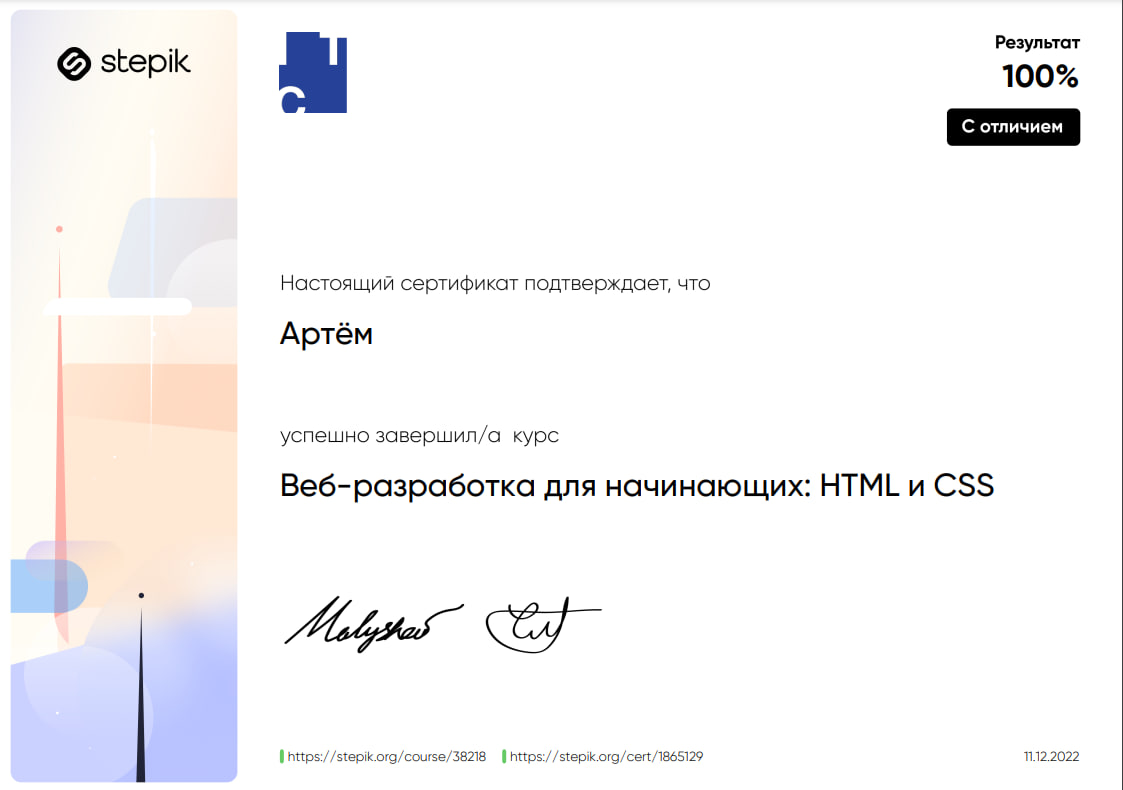 stepik
Т
С
Результат
100%
С отличием
Настоящий сертификат подтверждает, что
Артём
успешно завершил/а курс
Веб-разработка для начинающих: HTML и CSS
https://stepik.org/course/38218 https://stepik.org/cert/1865129
11.12.2022